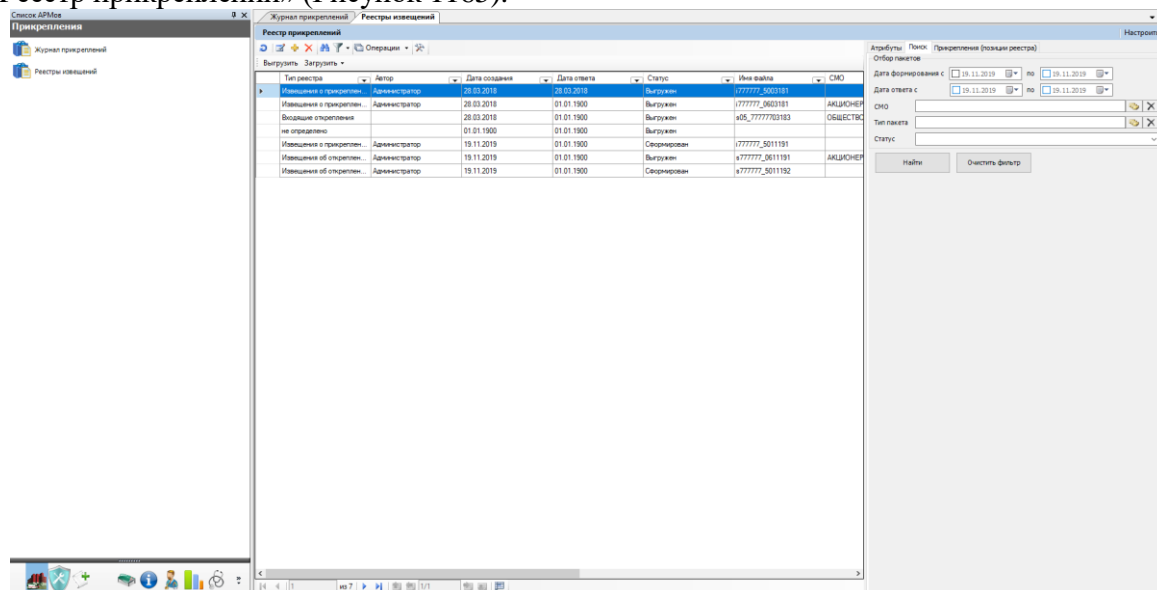 Реестр прикреплений» (Рисунок 1185).
Список АРМов
Прикрепления
Журнал прикреплений
Реестры извещений
Журнал прикреплений Реестры извещений
Реестр прикреплений Настроить
Операции
Выгрузить Загрузить
Тип реестра Автор Дата создания Дата ответа Статус Имя файла СМО
Извещения о прикреплен... Администратор 28.03.2018 28.03.2018 Выгружен i777777_5003181
Извещения о прикреплен... Администратор 28.03.2018 01.01.1900 Выгружен i777777_0603181 АКЦИОНЕР
Входящие открепления 28.03.2018 01.01.1900 Выгружен s05_77777703183 ОБЩЕСТВО
не определено 01.01.1900 01.01.1900 Выгружен
Извещения о прикреплен... Администратор 19.11.2019 01.01.1900 Сформирован i777777_5011191
Извещения об откреплен... Администратор 19.11.2019 01.01.1900 Выгружен s777777_0611191 АКЦИОНЕР
Извещения об откреплен... Администратор 19.11.2019 01.01.1900 Сформирован s777777_5011192
1 из 7 1/1
Атрибуты Поиск Прикрепления (позиции реестра)
Отбор пакетов
Дата формирования с 19.11.2019 по 19.11.2019
Дата ответа с 19.11.2019 по 19.11.2019
СМО
Тип пакета
Статус
Найти Очистить фильтр